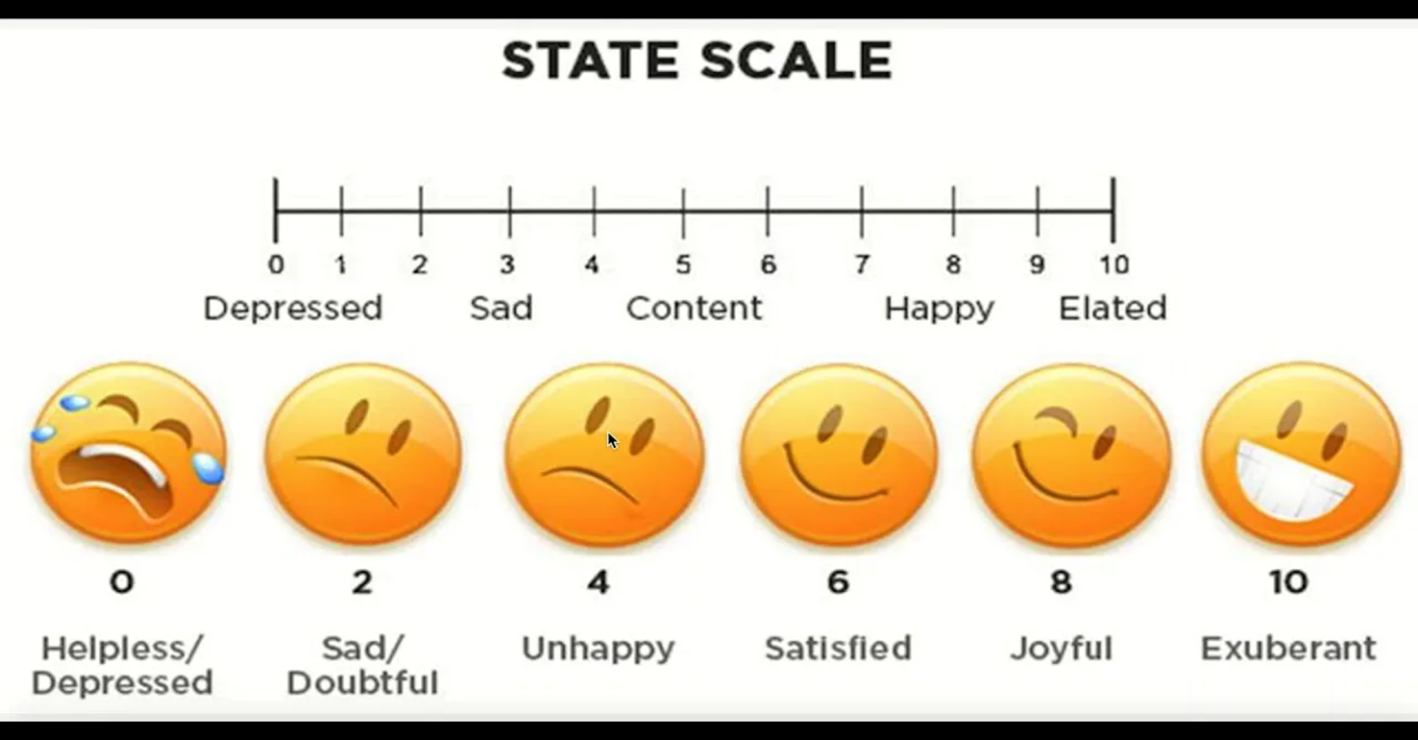 STATE SCALE
0 1 2 3 4 5 6 7 8 9 10
Depressed Sad Content Happy Elated
0 2 4 6 8 10
Helpless/ Sad/ Unhappy Satisfied Joyful Exuberant
Depressed Doubtful